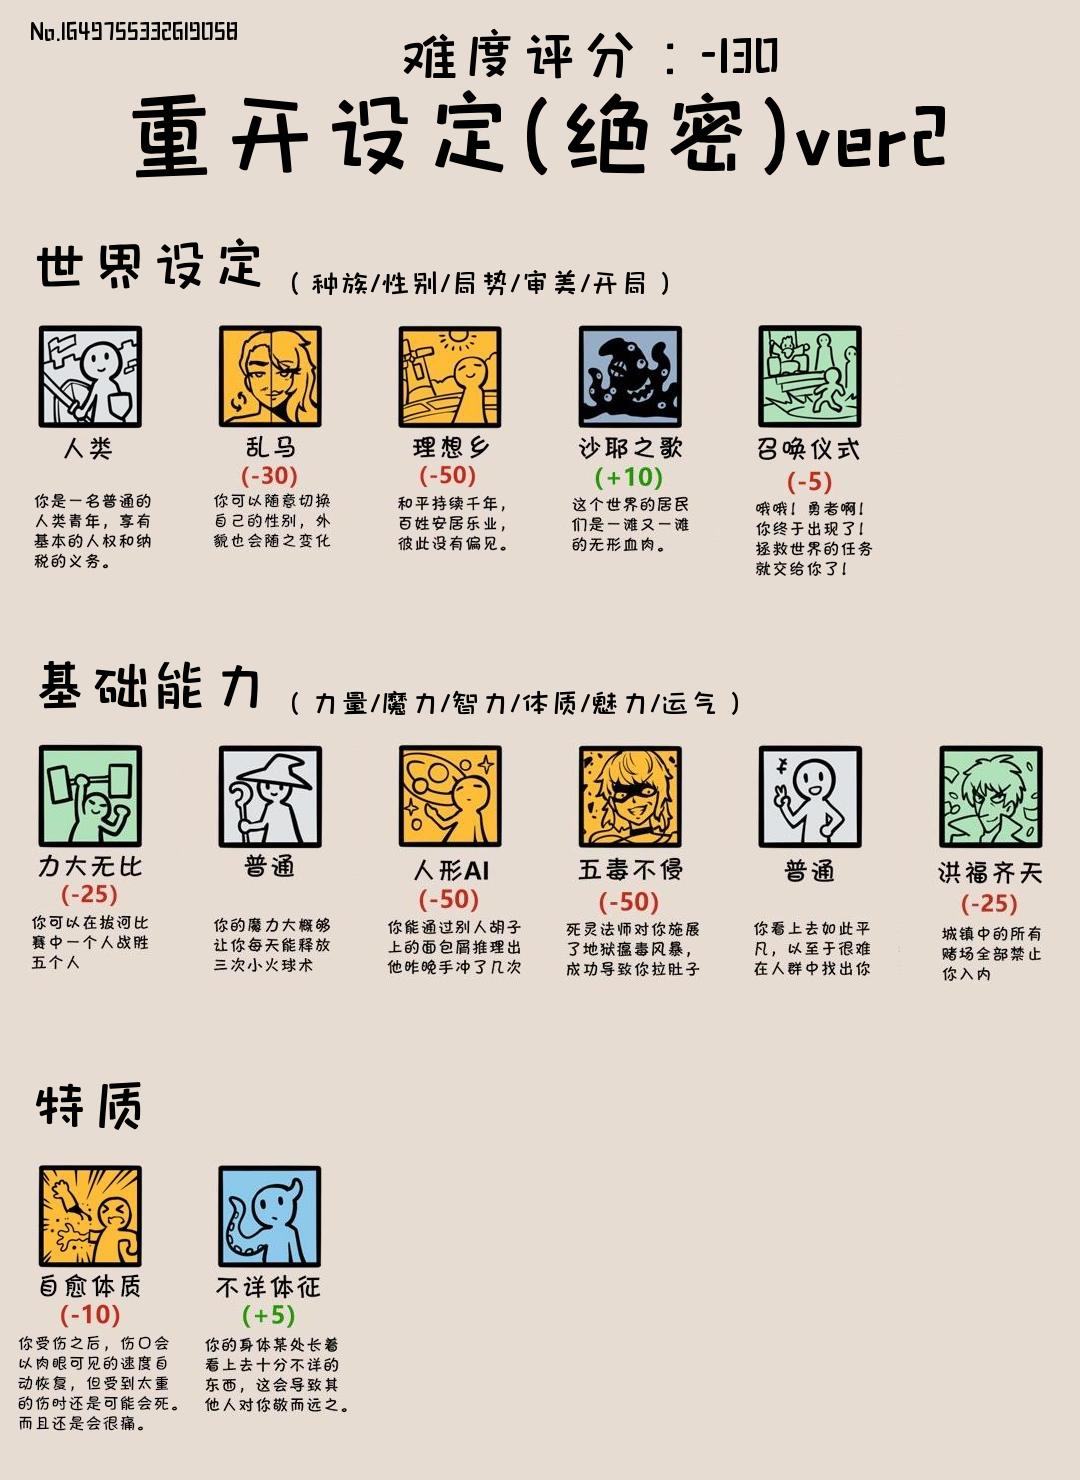 No.1649755332619058
难度评分：-130
重开设定(绝密)ver2
世界设定
( 种族/性别/局势/审美/开局 )
人类
你是一名普通的
人类青年，享有
基本的人权和纳
税的义务。
乱马
(-30)
你可以随意切换
自己的性别，外
貌也会随之变化
理想乡
(-50)
和平持续千年，
百姓安居乐业，
彼此没有偏见。
沙耶之歌
(+10)
这个世界的居民
们是一滩又一滩
的无形血肉。
召唤仪式
(-5)
哦哦！勇者啊！
你终于出现了！
拯救世界的任务
就交给你了！
基础能力
( 力量/魔力/智力/体质/魅力/运气 )
力大无比
(-25)
你可以在拔河比
赛中一个人战胜
五个人
普通
你的魔力大概够
让你每天能释放
三次小火球术
人形AI
(-50)
你能通过别人胡子
上的面包屑推理出
他昨晚手冲了几次
五毒不侵
(-50)
死灵法师对你施展
了地狱瘟毒风暴，
成功导致你拉肚子
普通
你看上去如此平
凡，以至于很难
在人群中找出你
洪福齐天
(-25)
城镇中的所有
赌场全部禁止
你入内
特质
自愈体质
(-10)
你受伤之后，伤口会
以肉眼可见的速度自
动恢复，但受到太重
的伤时还是可能会死。
而且还是会很痛。
不详体征
(+5)
你的身体某处长着
看上去十分不详的
东西，这会导致其
他人对你敬而远之。